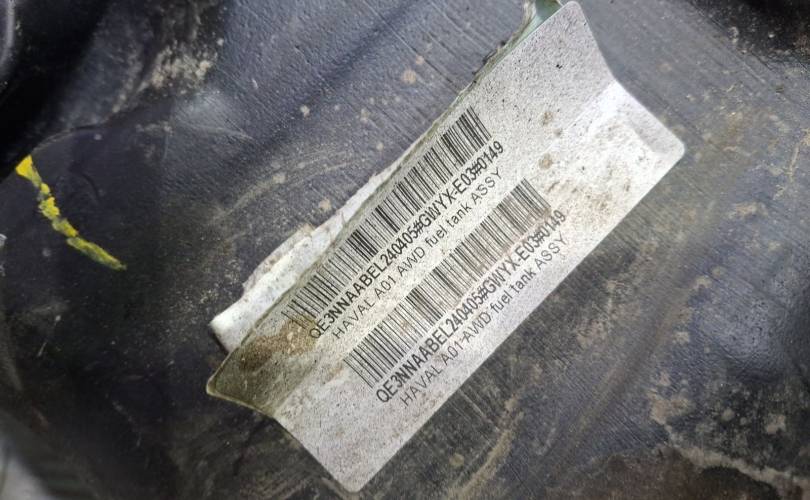 QE3NNAABEL240405#GWYX-E03#0149
HAVAL A01 AWD fuel tank ASSY
QE3NNAABEL240405#GWYX-E03#0149
HAVAL A01 AWD fuel tank ASSY